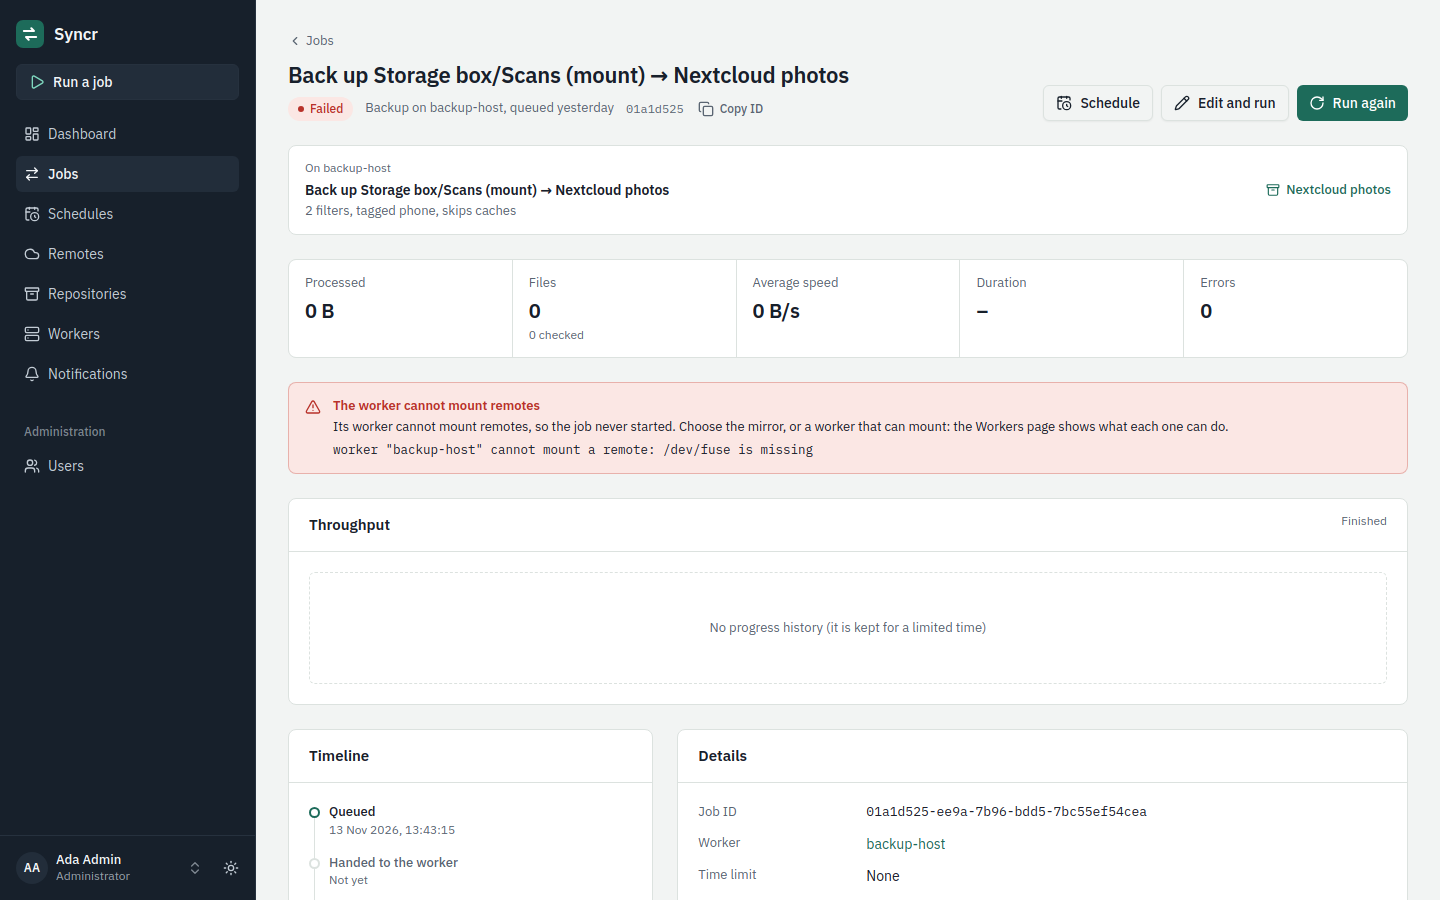 Syncr
Run a job
Dashboard
Jobs
Schedules
Remotes
Repositories
Workers
Notifications
Administration
Users
AA
Ada Admin
Administrator
Jobs
Back up Storage box/Scans (mount) → Nextcloud photos
Failed
Backup on backup-host, queued yesterday
01a1d525
Copy ID
Schedule
Edit and run
Run again
On backup-host
Back up Storage box/Scans (mount) → Nextcloud photos
2 filters, tagged phone, skips caches
Nextcloud photos
Processed
0 B
Files
0
0 checked
Average speed
0 B/s
Duration
–
Errors
0
The worker cannot mount remotes
Its worker cannot mount remotes, so the job never started. Choose the mirror, or a worker that can mount: the Workers page shows what each one can do.
worker "backup-host" cannot mount a remote: /dev/fuse is missing
Throughput
Finished
No progress history (it is kept for a limited time)
Timeline
Queued
13 Nov 2026, 13:43:15
Handed to the worker
Not yet
Details
Job ID
01a1d525-ee9a-7b96-bdd5-7bc55ef54cea
Worker
backup-host
Time limit
None